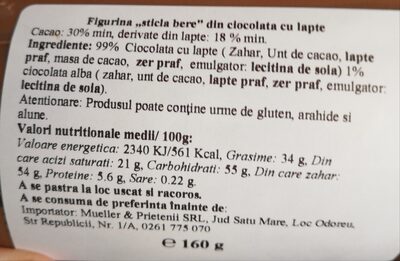 Figurina „sticla bere" din ciocolata cu lapte
Cacao: 30% min, derivate din lapte: 18 % min.
Ingrediente: 99% Ciocolata cu lapte ( Zahar, Unt de cacao, lapte
praf, masa de cacao, zer praf, emulgator: lecitina de soia) 1%
ciocolata alba ( zahar, unt de cacao, lapte praf, zer praf, emulgator:
lecitina de soia).
Atentionare: Produsul poate conține urme de gluten, arahide si
alune.
Valori nutritionale medii/ 100g:
Valoare energetica: 2340 KJ/561 Kcal, Grasime: 34 g, Din
care acizi saturati: 21 g, Carbohidrati: 55 g, Din care zahar:
54 g, Proteine: 5.6 g, Sare: 0.22 g.
A se pastra la loc uscat si racoros.
A se consuma de preferinta înainte de:
Importator: Mueller & Prietenii SRL, Jud Satu Mare, Loc Odoreu,
Str Republicii, Nr. 1/A, 0261 775 070
℮ 160 g